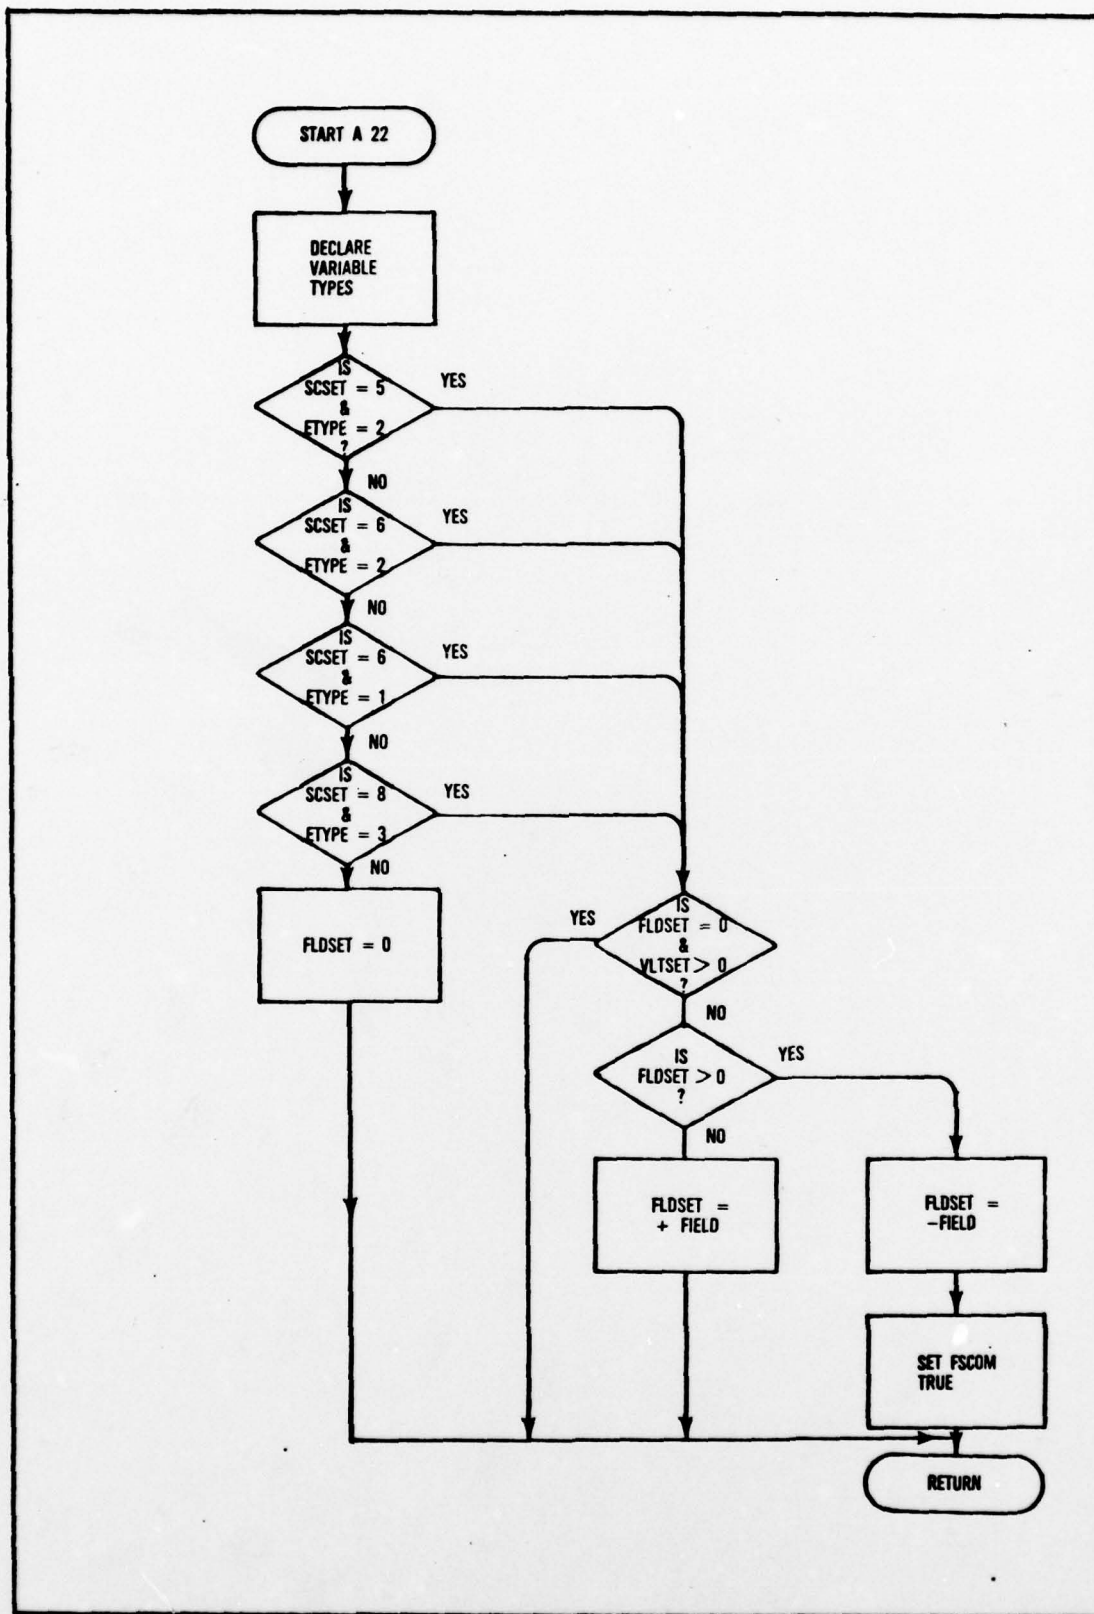 START A 22
DECLARE
VARIABLE
TYPES
IS
SCSET = 5
&
ETYPE = 2
?
YES
NO
IS
SCSET = 6
&
ETYPE = 2
YES
NO
IS
SCSET = 6
&
ETYPE = 1
YES
NO
IS
SCSET = 8
&
ETYPE = 3
YES
NO
FLDSET = 0
IS
FLDSET = 0
&
VLTSET > 0
?
YES
NO
IS
FLDSET > 0
?
YES
NO
FLDSET =
+ FIELD
FLDSET =
-FIELD
SET FSCOM
TRUE
RETURN